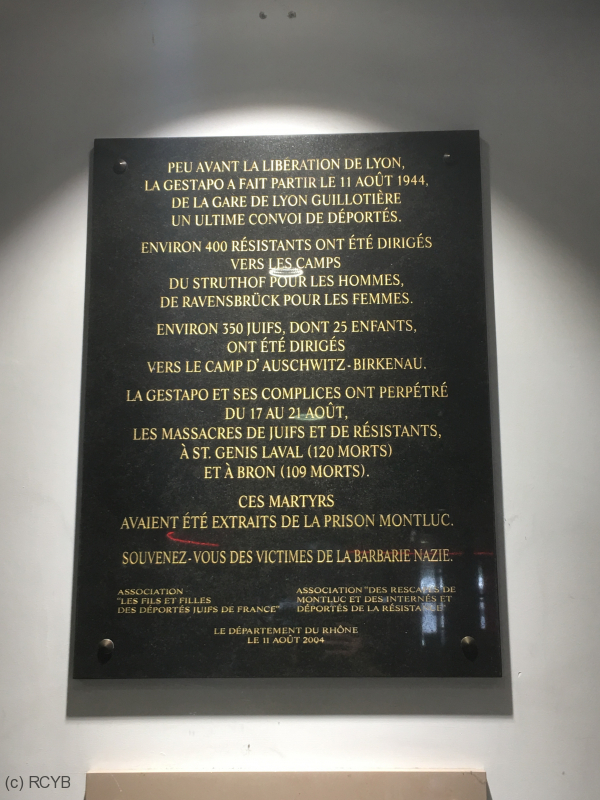 PEU AVANT LA LIBERATION DE LYON,
LA GESTAPO A FAIT PARTIR LE 11 AOÛT 1944,
DE LA GARE DE LYON GUILLOTIÈRE
UN ULTIME CONVOI DE DÉPORTÉS.
ENVIRON 400 RÉSISTANTS ONT ÉTÉ DIRIGÉS
VERS LES CAMPS
DU STRUTHOF POUR LES HOMMES,
DE RAVENSBRÜCK POUR LES FEMMES.
ENVIRON 350 JUIFS, DONT 25 ENFANTS,
ONT ÉTÉ DIRIGÉS
VERS LE CAMP D'AUSCHWITZ-BIRKENAU.
LA GESTAPO ET SES COMPLICES ONT PERPÉTRÉ
DU 17 AU 21 AOÛT,
LES MASSACRES DE JUIFS ET DE RÉSISTANTS,
À ST. GENIS LAVAL (120 MORTS)
ET À BRON (109 MORTS).
CES MARTYRS
AVAIENT ÉTÉ EXTRAITS DE LA PRISON MONTLUC.
SOUVENEZ-VOUS DES VICTIMES DE LA BARBARIE NAZIE.
ASSOCIATION
"LES FILS ET FILLES
DES DÉPORTÉS JUIFS DE FRANCE"
ASSOCIATION "DES RESCAPÉS DE
MONTLUC ET DES INTERNÉS ET
DÉPORTÉS DE LA RÉSISTANCE"
LE DÉPARTEMENT DU RHÔNE
LE 11 AOÛT 2004
(c) RCYB